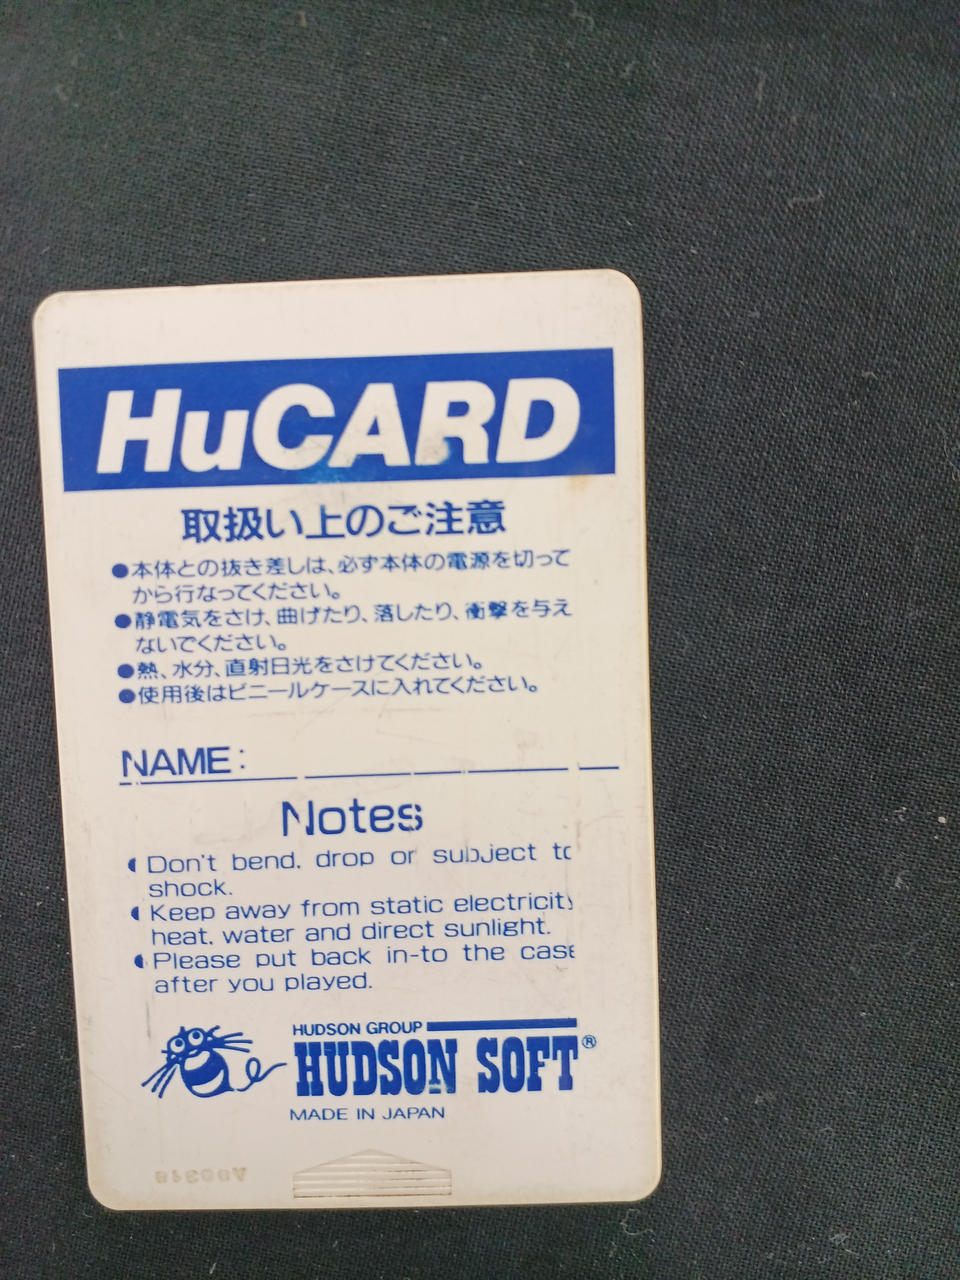 HuCARD
取扱い上のご注意
●本体との抜き差しは、必ず本体の電源を切って
から行なってください。
●静電気をさけ、曲げたり、落したり、衝撃を与え
ないでください。
●熱、水分、直射日光をさけてください。
●使用後はビニールケースに入れてください。
NAME:
Notes
● Don't bend, drop or subject to
shock.
● Keep away from static electricity
heat, water and direct sunlight.
● Please put back in-to the case
after you played.
HUDSON GROUP
HUDSON SOFT®
MADE IN JAPAN